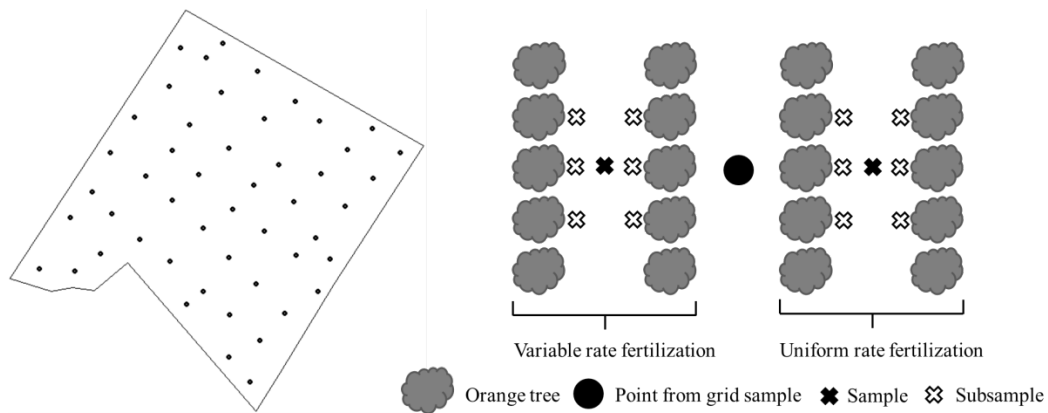 Variable rate fertilization
Uniform rate fertilization
Orange tree
Point from grid sample
Sample
Subsample